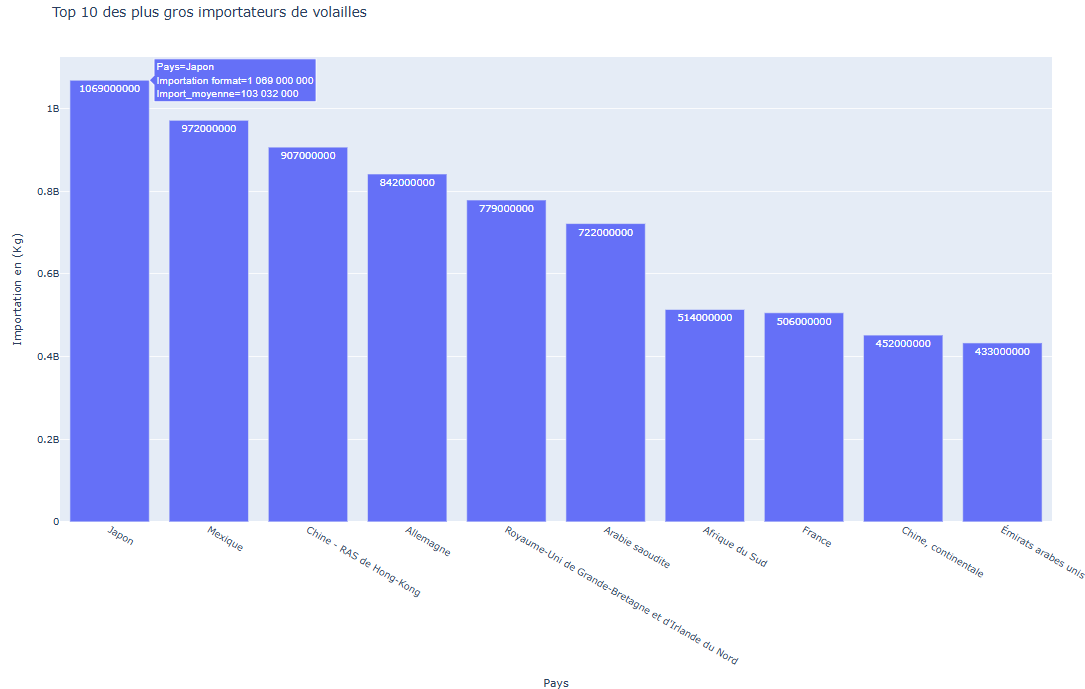 Top 10 des plus gros importateurs de volailles
Pays=Japon
Importation format=1 069 000 000
Import_moyenne=103 032 000
1069000000
972000000
907000000
842000000
779000000
722000000
514000000
506000000
452000000
433000000
1B
0.8B
0.6B
0.4B
0.2B
0
Importation en (Kg)
Japon
Mexique
Chine - RAS de Hong-Kong
Allemagne
Royaume-Uni de Grande-Bretagne et d'Irlande du Nord
Arabie saoudite
Afrique du Sud
France
Chine, continentale
Émirats arabes unis
Pays